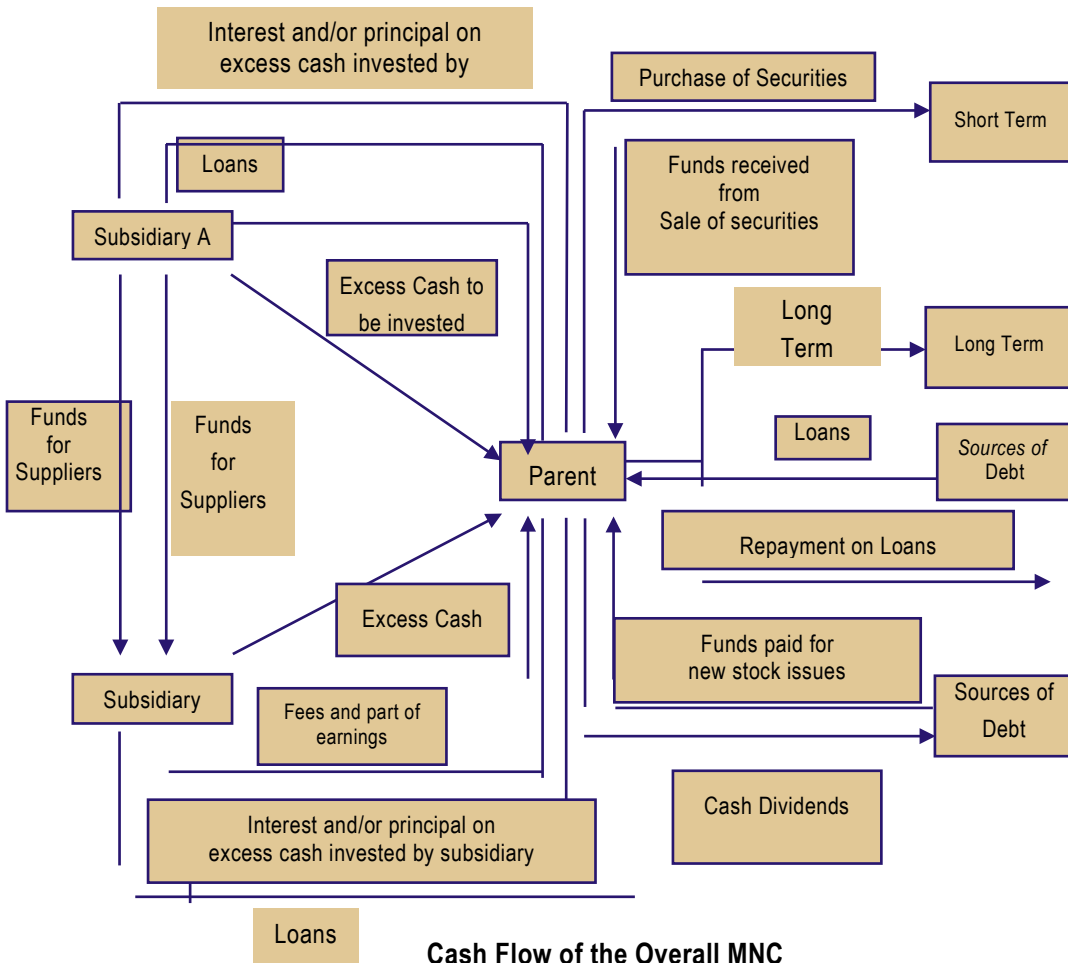 Interest and/or principal on
excess cash invested by
Purchase of Securities
Short Term
Loans
Funds received
from
Sale of securities
Subsidiary A
Excess Cash to
be invested
Long
Term
Long Term
Funds
for
Suppliers
Funds
for
Suppliers
Loans
Sources of
Debt
Parent
Repayment on Loans
Excess Cash
Funds paid for
new stock issues
Subsidiary
Fees and part of
earnings
Sources of
Debt
Cash Dividends
Interest and/or principal on
excess cash invested by subsidiary
Loans
Cash Flow of the Overall MNC